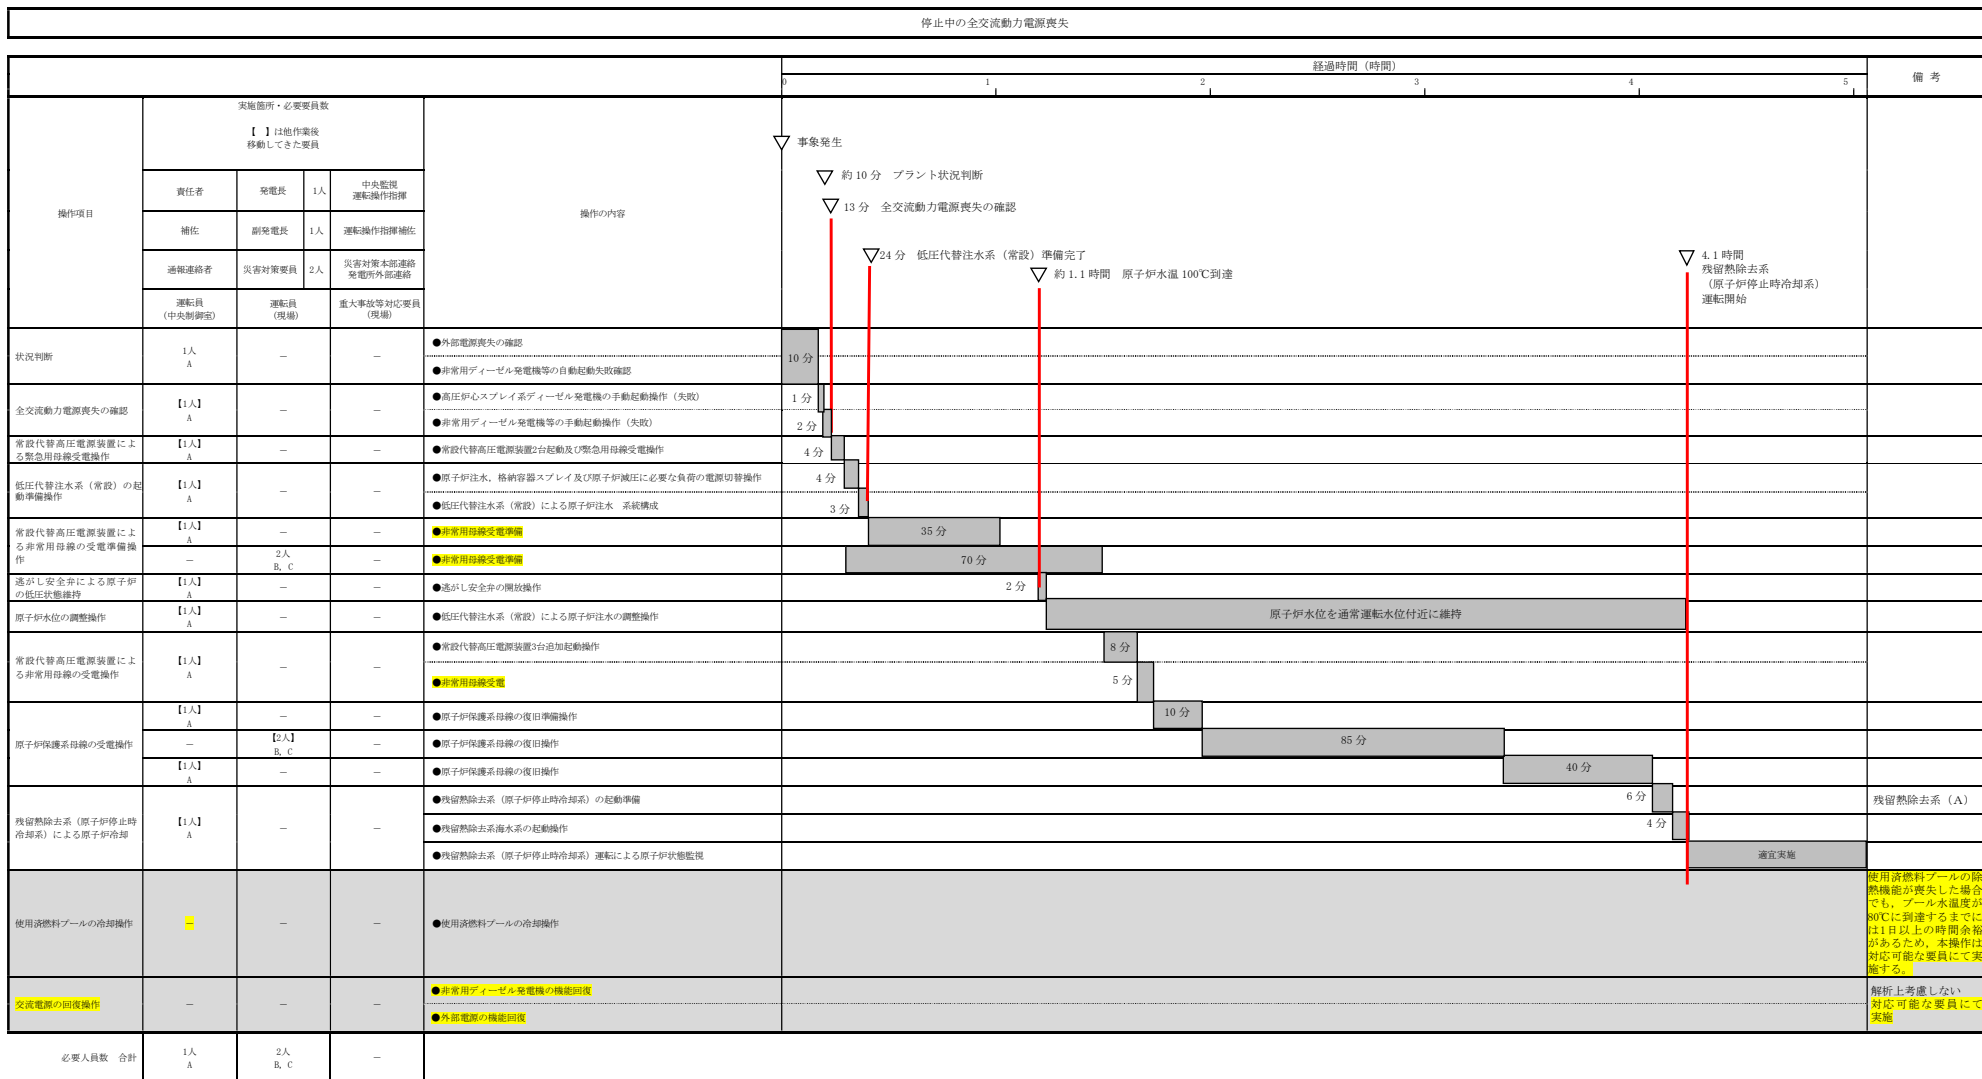 停止中の全交流動力電源喪失
経過時間（時間）
備 考
0
1
2
3
4
5
実施箇所・必要要員数
【　】は他作業後
移動してきた要員
操作項目
操作の内容
責任者
発電長
1人
中央監視
運転操作指揮
補佐
副発電長
1人
運転操作指揮補佐
通報連絡者
災害対策要員
2人
災害対策本部連絡
発電所外部連絡
運転員
（中央制御室）
運転員
（現場）
重大事故等対応要員
（現場）
事象発生
約 10 分　プラント状況判断
13 分　全交流動力電源喪失の確認
24 分　低圧代替注水系（常設）準備完了
約 1.1 時間　原子炉水温 100℃到達
4.1 時間
残留熱除去系
（原子炉停止時冷却系）
運転開始
状況判断
1人
A
－
－
●外部電源喪失の確認
●非常用ディーゼル発電機等の自動起動失敗確認
10 分
全交流動力電源喪失の確認
【1人】
A
－
－
●高圧炉心スプレイ系ディーゼル発電機の手動起動操作（失敗）
1 分
●非常用ディーゼル発電機等の手動起動操作（失敗）
2 分
常設代替高圧電源装置によ
る緊急用母線受電操作
【1人】
A
－
－
●常設代替高圧電源装置2台起動及び緊急用母線受電操作
4 分
低圧代替注水系（常設）の起
動準備操作
【1人】
A
－
－
●原子炉注水，格納容器スプレイ及び原子炉減圧に必要な負荷の電源切替操作
4 分
●低圧代替注水系（常設）による原子炉注水　系統構成
3 分
常設代替高圧電源装置によ
る非常用母線の受電準備操
作
【1人】
A
－
－
●非常用母線受電準備
35 分
－
2人
B, C
－
●非常用母線受電準備
70 分
逃がし安全弁による原子炉
の低圧状態維持
【1人】
A
－
－
●逃がし安全弁の開放操作
2 分
原子炉水位の調整操作
【1人】
A
－
－
●低圧代替注水系（常設）による原子炉注水の調整操作
原子炉水位を通常運転水位付近に維持
常設代替高圧電源装置によ
る非常用母線の受電操作
【1人】
A
－
－
●常設代替高圧電源装置3台追加起動操作
8 分
●非常用母線受電
5 分
原子炉保護系母線の受電操作
【1人】
A
－
－
●原子炉保護系母線の復旧準備操作
10 分
－
【2人】
B, C
－
●原子炉保護系母線の復旧操作
85 分
【1人】
A
－
－
●原子炉保護系母線の復旧操作
40 分
残留熱除去系（原子炉停止時
冷却系）による原子炉冷却
【1人】
A
－
－
●残留熱除去系（原子炉停止時冷却系）の起動準備
6 分
残留熱除去系（A）
●残留熱除去系海水系の起動操作
4 分
●残留熱除去系（原子炉停止時冷却系）運転による原子炉状態監視
適宜実施
使用済燃料プールの冷却操作
－
－
－
●使用済燃料プールの冷却操作
使用済燃料プールの除
熱機能が喪失した場合
でも，プール水温度が
80℃に到達するまでに
は1日以上の時間余裕
があるため，本操作は
対応可能な要員にて実
施する。
交流電源の回復操作
－
－
－
●非常用ディーゼル発電機の機能回復
●外部電源の機能回復
解析上考慮しない
対応可能な要員にて
実施
必要人員数　合計
1人
A
2人
B, C
－